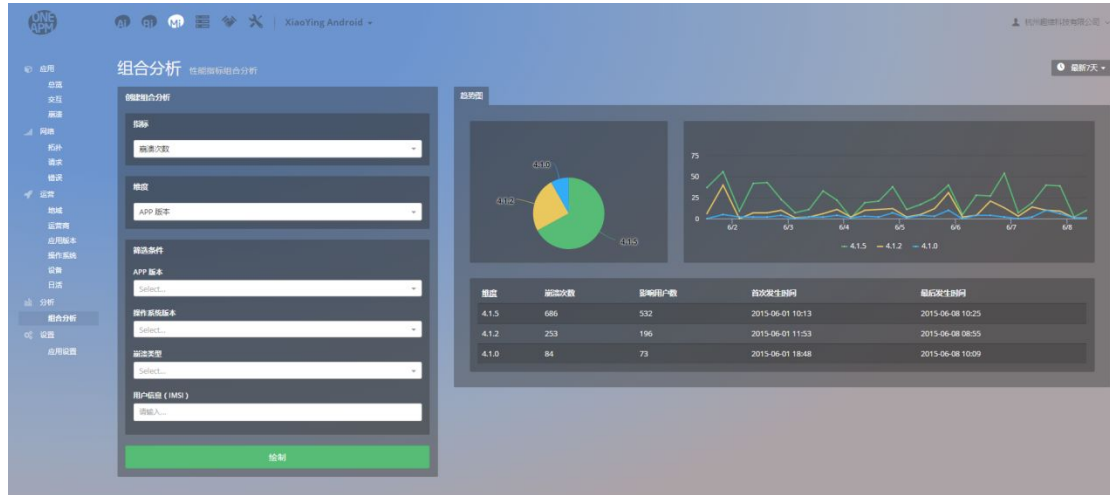 ONE
APM
Ai Bi Mi XiaoYing Android
最新7天
应用
总览
交互
崩溃
网络
拓扑
请求
错误
运营
地域
运营商
应用版本
操作系统
设备
日活
分析
组合分析
设置
应用设置
组合分析 性能指标组合分析
创建组合分析
指标
崩溃次数
维度
APP 版本
筛选条件
APP 版本
Select...
操作系统版本
Select...
崩溃类型
Select...
用户信息 ( IMSI )
请输入...
绘制
趋势图
4.1.0
4.1.2
4.1.5
75
50
25
0
6/2 6/3 6/4 6/5 6/6 6/7 6/8
4.1.5 4.1.2 4.1.0
维度 崩溃次数 影响用户数 首次发生时间 最后发生时间
4.1.5 686 532 2015-06-01 10:13 2015-06-08 10:25
4.1.2 253 196 2015-06-01 11:53 2015-06-08 08:55
4.1.0 84 73 2015-06-01 18:48 2015-06-08 10:09